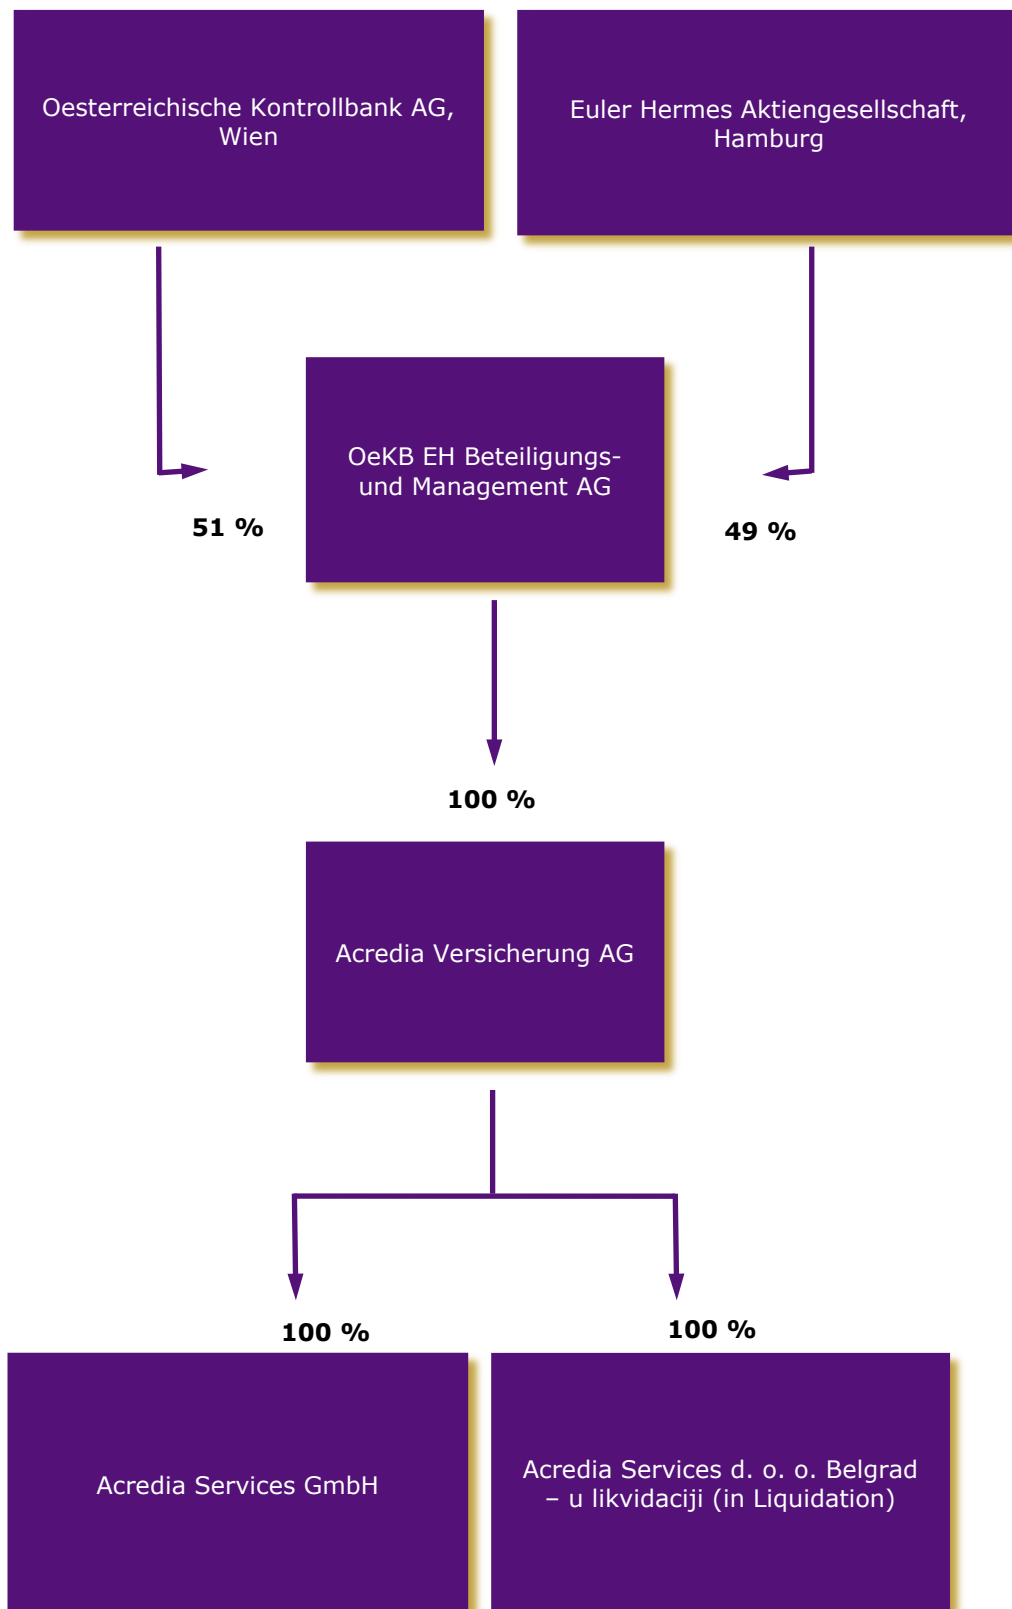 Oesterreichische Kontrollbank AG,
Wien
Euler Hermes Aktiengesellschaft,
Hamburg
OeKB EH Beteiligungs-
und Management AG
51 %
49 %
100 %
Acredia Versicherung AG
100 %
100 %
Acredia Services GmbH
Acredia Services d. o. o. Belgrad
– u likvidaciji (in Liquidation)